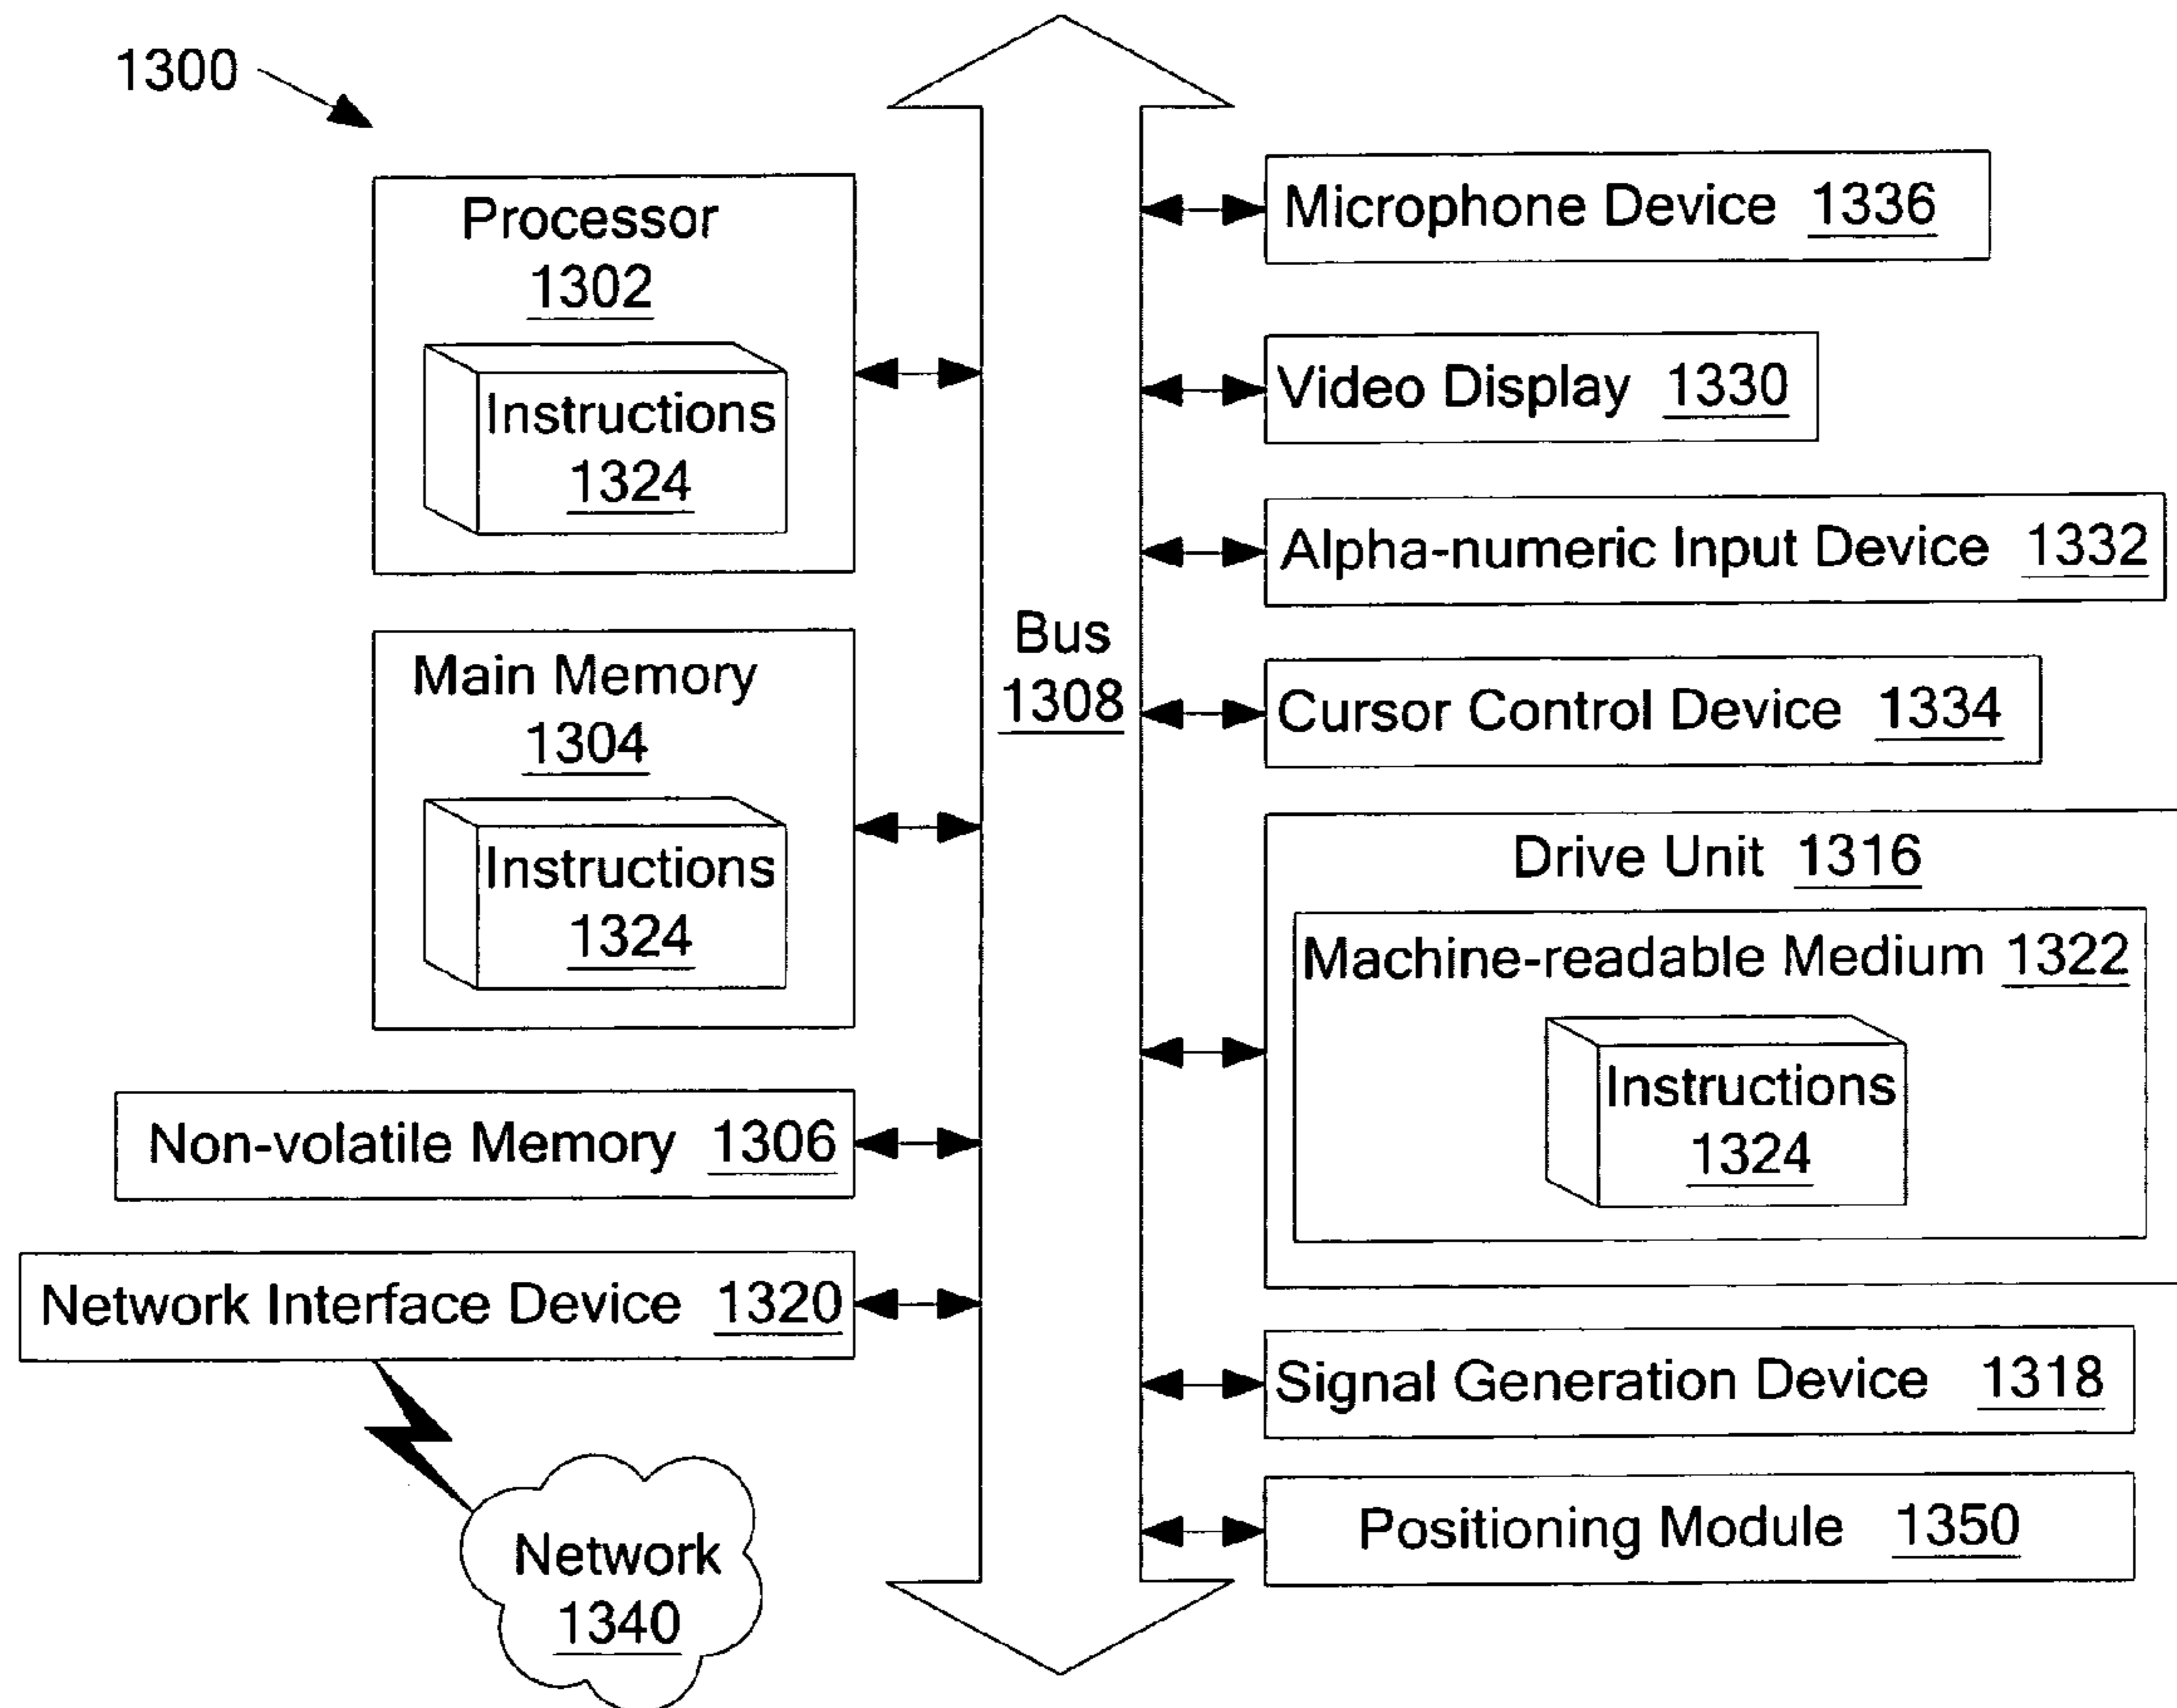 1300
Processor
1302
Instructions
1324
Main Memory
1304
Instructions
1324
Non-volatile Memory 1306
Network Interface Device 1320
Network
1340
Bus
1308
Microphone Device 1336
Video Display 1330
Alpha-numeric Input Device 1332
Cursor Control Device 1334
Drive Unit 1316
Machine-readable Medium 1322
Instructions
1324
Signal Generation Device 1318
Positioning Module 1350